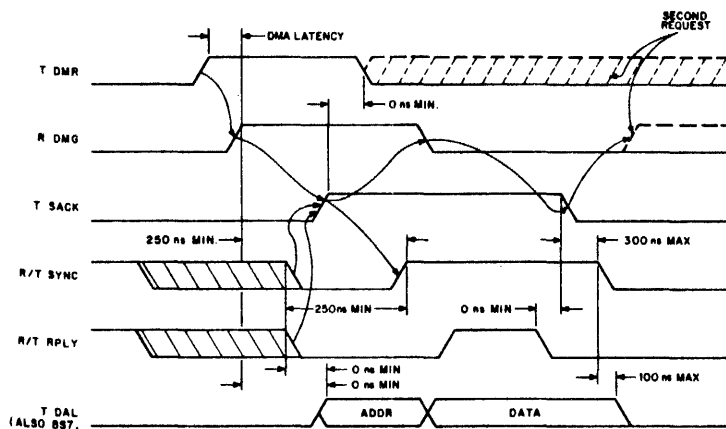 SECOND
REQUEST
DMA LATENCY
T DMR
0 ns MIN.
R DMG
T SACK
250 ns MIN.
300 ns MAX
R/T SYNC
250ns MIN
0 ns MIN
R/T RPLY
0 ns MIN
0 ns MIN
100 ns MAX
T DAL
(ALSO BS7,
ADDR
DATA